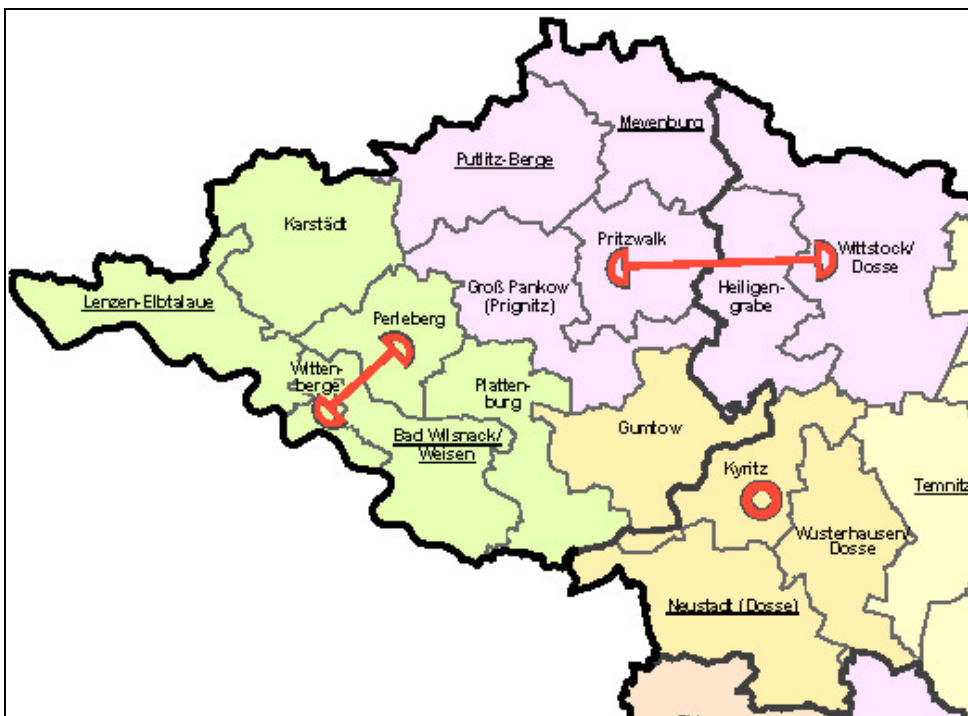 Meyenburg
Putlitz-Berge
Karstädt
Pritzwalk
Wittstock/
Dosse
Groß Pankow
(Prignitz)
Heiligen-
grabe
Lenzen-Elbtalaue
Perleberg
Witten-
berge
Platten-
burg
Gumtow
Bad Wilsnack/
Weisen
Kyritz
Temnitz
Wusterhausen/
Dosse
Neustadt (Dosse)